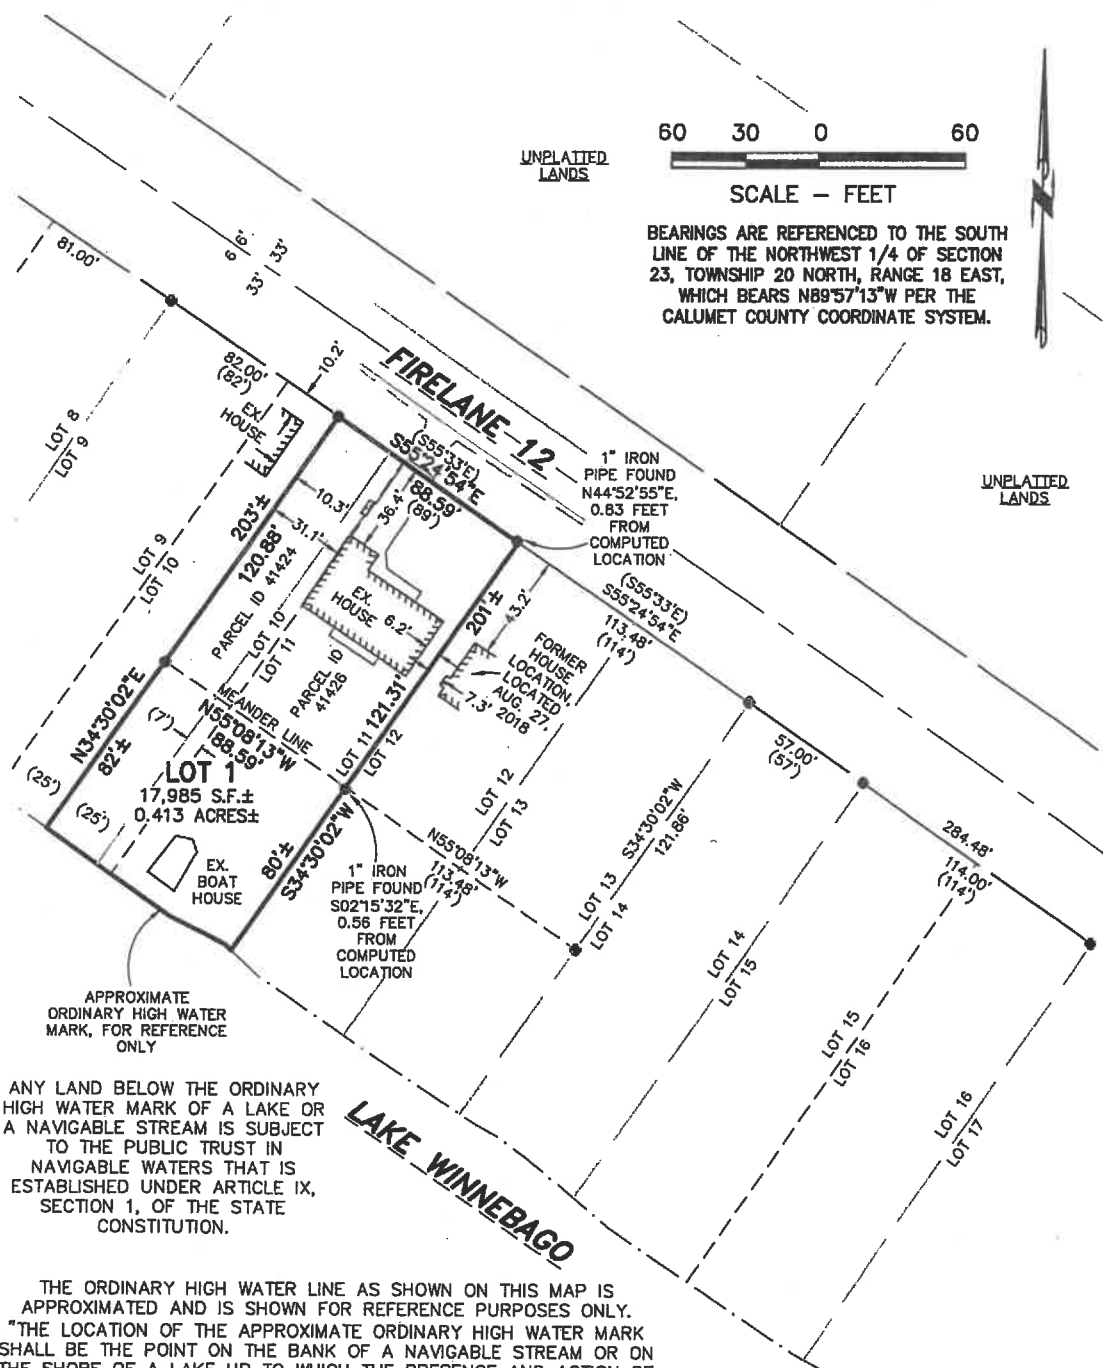 60 30 0 60
SCALE – FEET
UNPLATTED
LANDS
BEARINGS ARE REFERENCED TO THE SOUTH
LINE OF THE NORTHWEST 1/4 OF SECTION
23, TOWNSHIP 20 NORTH, RANGE 18 EAST,
WHICH BEARS N89°57'13"W PER THE
CALUMET COUNTY COORDINATE SYSTEM.
81.00'
6' 33'
6'
33'
82.00'
(82')
10.2'
FIRELANE 12
EX.
HOUSE
LOT 8
LOT 9
(S55°33'E)
S55°24'54"E
88.59'
(89')
1" IRON
PIPE FOUND
N44°52'55"E,
0.83 FEET
FROM
COMPUTED
LOCATION
UNPLATTED
LANDS
203'±
120.88'
10.3'
31.1'
36.4'
LOT 9
LOT 10
PARCEL ID 41424
LOT 10
LOT 11
EX.
HOUSE
6.2'
PARCEL ID
41426
201'±
121.31'
43.2'
(S55°33'E)
S55°24'54"E
113.48'
(114')
FORMER
HOUSE
LOCATION,
LOCATED
AUG. 27,
2018
7.3'
MEANDER LINE
N55°08'13"W
88.59'
(7')
N34°30'02"E
82'±
LOT 11
LOT 12
57.00'
(57')
LOT 1
17,985 S.F.±
0.413 ACRES±
(25')
(25')
EX.
BOAT
HOUSE
80'±
S34°30'02"W
LOT 12
LOT 13
N55°08'13"W
113.48'
(114')
S34°30'02"W
121.86'
284.48'
114.00'
(114')
1" IRON
PIPE FOUND
S02°15'32"E,
0.56 FEET
FROM
COMPUTED
LOCATION
LOT 13
LOT 14
LOT 14
LOT 15
LOT 15
LOT 16
LOT 16
LOT 17
APPROXIMATE
ORDINARY HIGH WATER
MARK, FOR REFERENCE
ONLY
ANY LAND BELOW THE ORDINARY
HIGH WATER MARK OF A LAKE OR
A NAVIGABLE STREAM IS SUBJECT
TO THE PUBLIC TRUST IN
NAVIGABLE WATERS THAT IS
ESTABLISHED UNDER ARTICLE IX,
SECTION 1, OF THE STATE
CONSTITUTION.
LAKE WINNEBAGO
THE ORDINARY HIGH WATER LINE AS SHOWN ON THIS MAP IS
APPROXIMATED AND IS SHOWN FOR REFERENCE PURPOSES ONLY.
"THE LOCATION OF THE APPROXIMATE ORDINARY HIGH WATER MARK
SHALL BE THE POINT ON THE BANK OF A NAVIGABLE STREAM OR ON
THE SHORE OF A LAKE UP TO WHICH THE PRESENCE AND ACTION OF